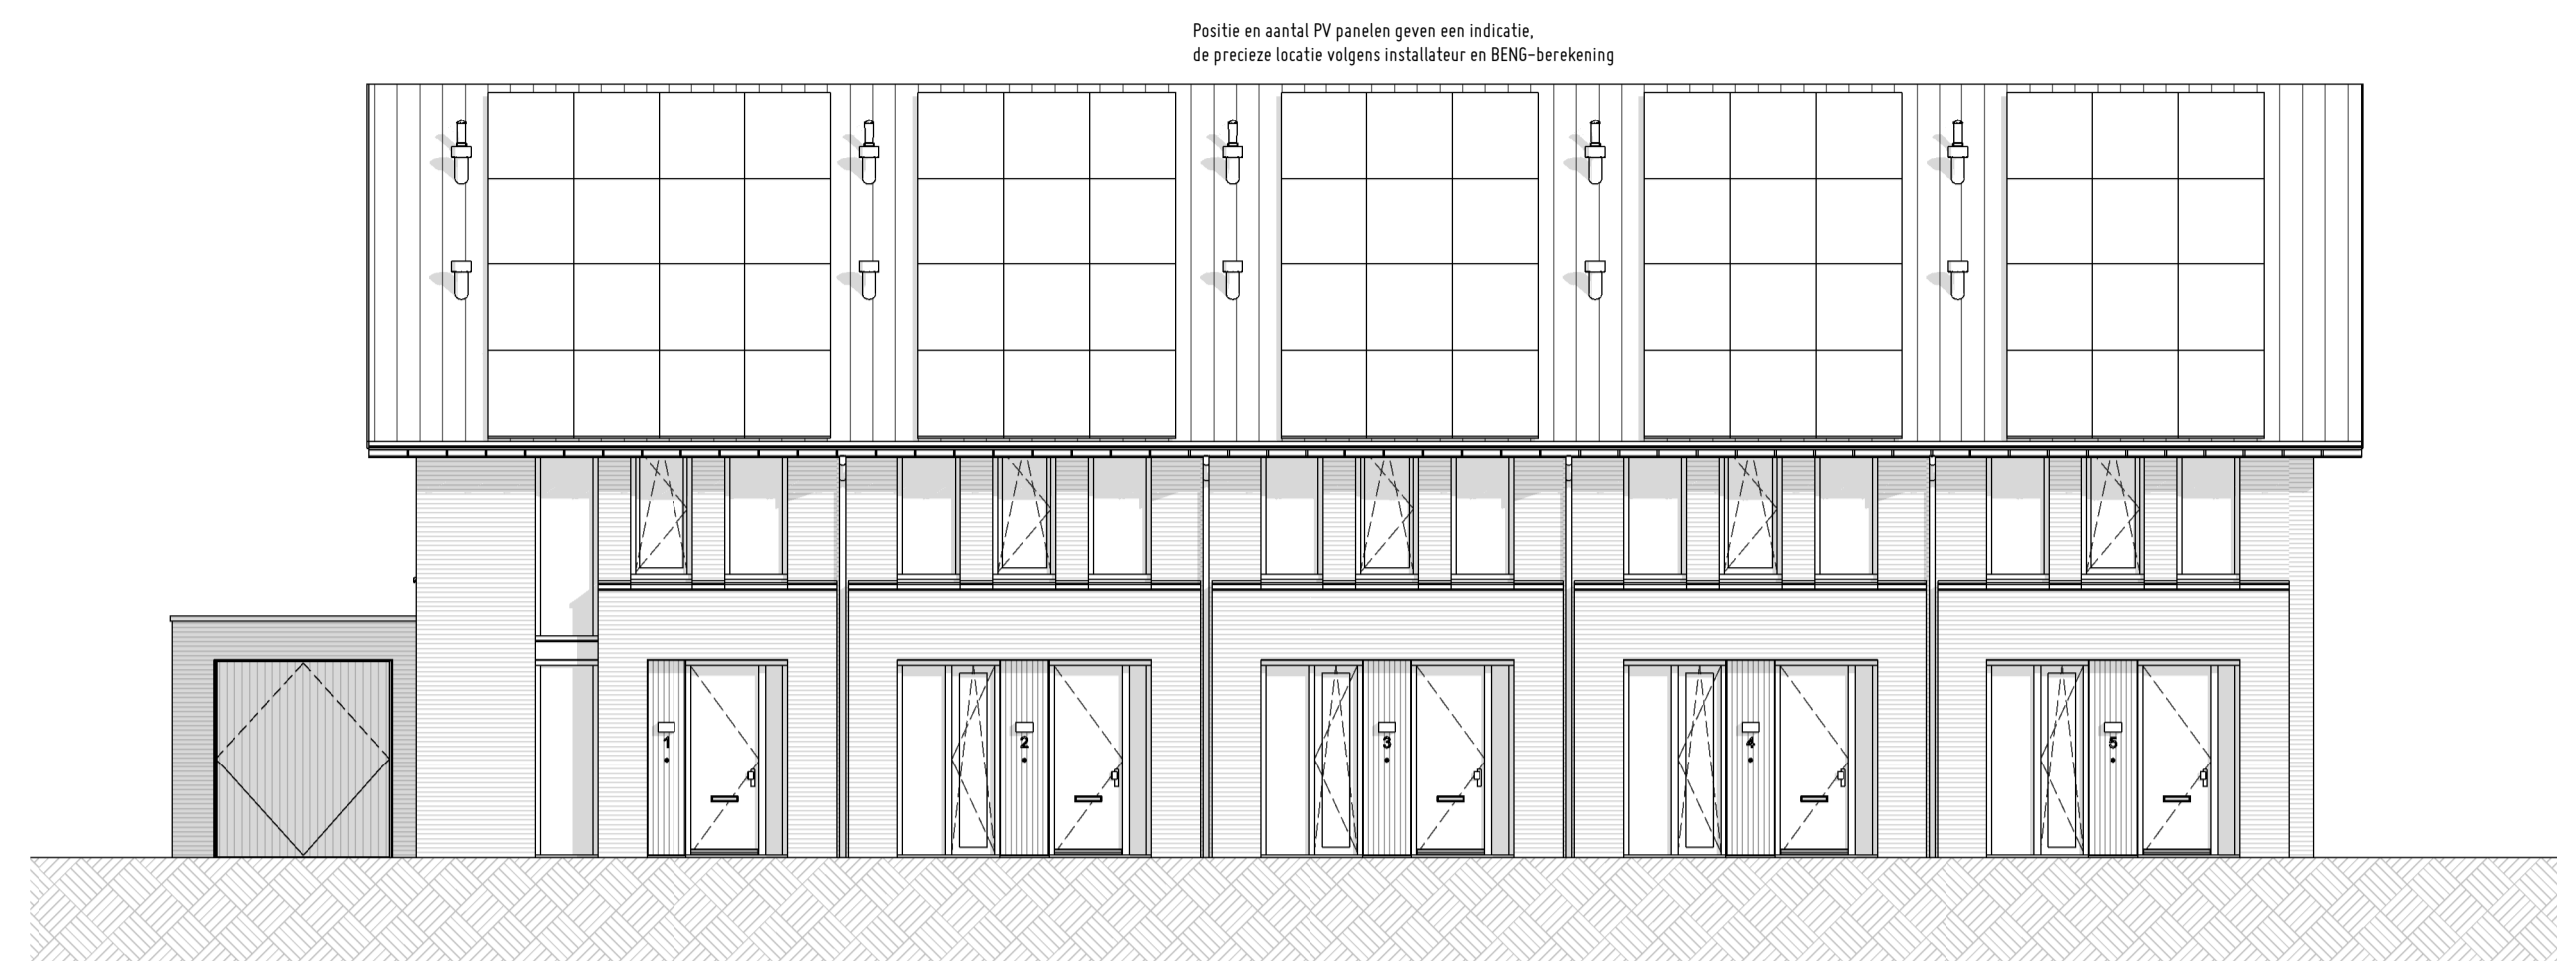 Positie en aantal PV panelen geven een indicatie,
de precieze locatie volgens installateur en BENG-berekening
1
2
3
4
5